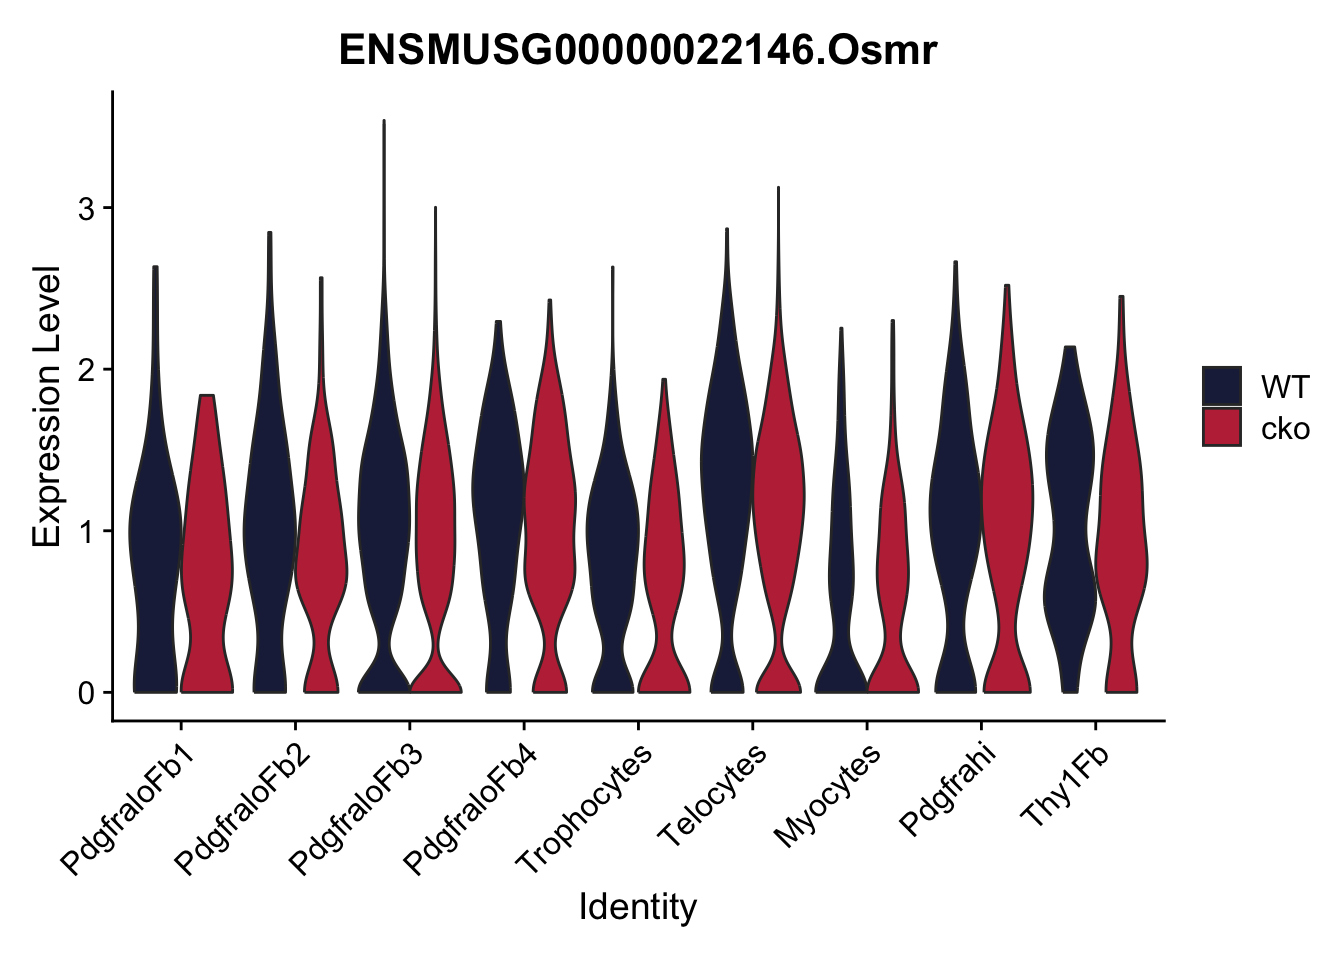 ENSMUSG00000022146.Osmr
Expression Level
3
2
1
0
PdgfraloFb1
PdgfraloFb2
PdgfraloFb3
PdgfraloFb4
Trophocytes
Telocytes
Myocytes
Pdgfrahi
Thy1Fb
Identity
WT
cko